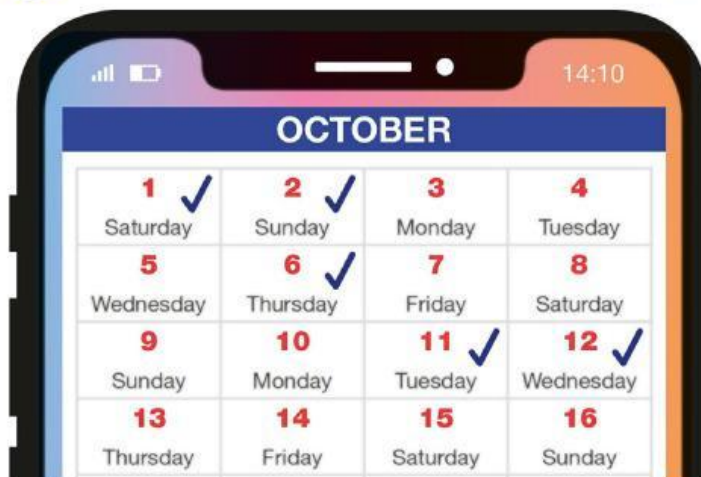 14:10
OCTOBER
1 2 3 4
Saturday Sunday Monday Tuesday
5 6 7 8
Wednesday Thursday Friday Saturday
9 10 11 12
Sunday Monday Tuesday Wednesday
13 14 15 16
Thursday Friday Saturday Sunday